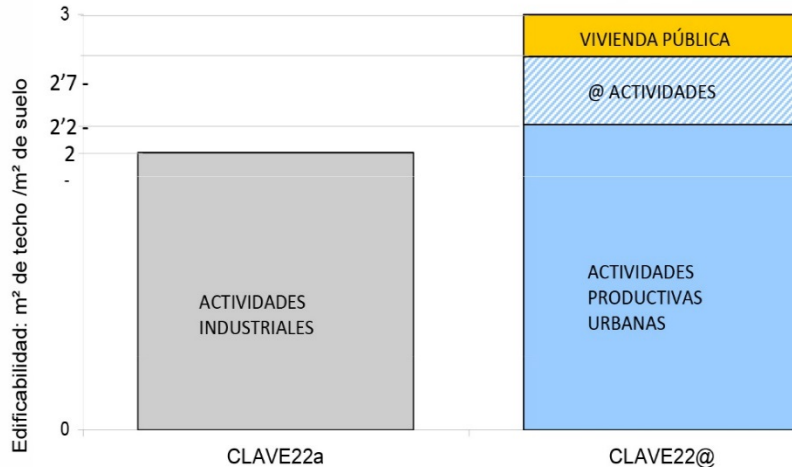 Edificabilidad: m² de techo /m² de suelo
3
2'7 -
2'2 -
2
-
0
VIVIENDA PÚBLICA
@ ACTIVIDADES
ACTIVIDADES
INDUSTRIALES
ACTIVIDADES
PRODUCTIVAS
URBANAS
CLAVE22a
CLAVE22@